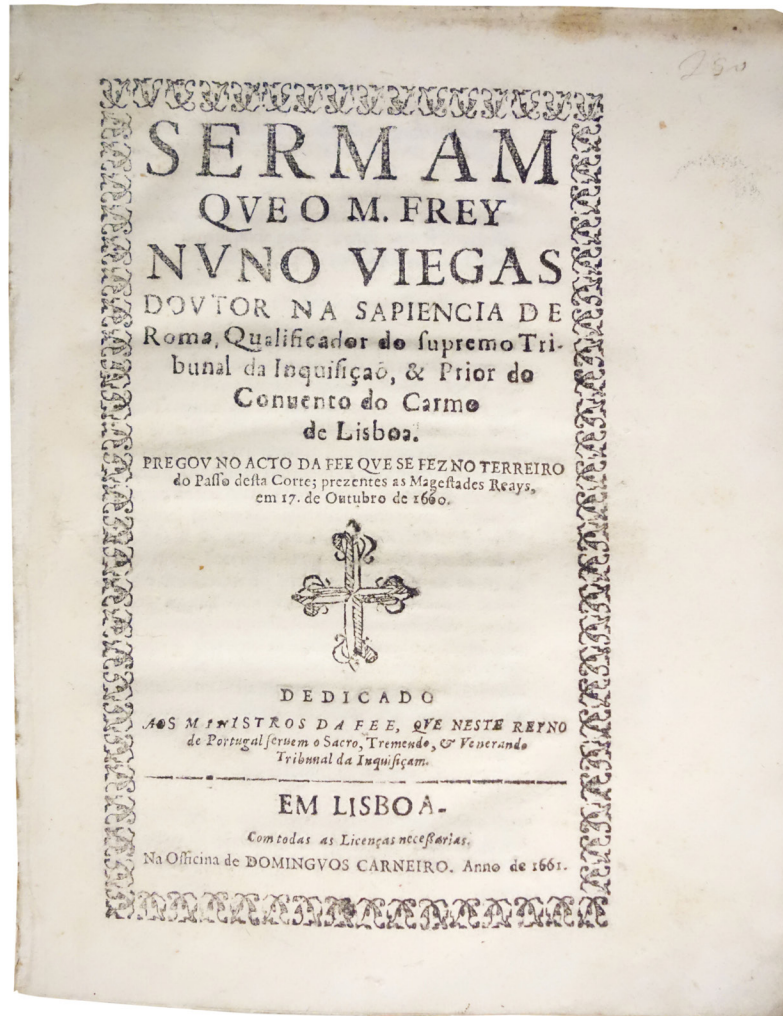 250
SERMAM
QVE O M. FREY
NVNO VIEGAS
DOVTOR NA SAPIENCIA DE
Roma, Qualificador do ſupremo Tri-
bunal da Inquiſiçaõ, & Prior do
Conuento do Carmo
de Lisboa.
PREGOV NO ACTO DA FEE QVE SE FEZ NO TERREIRO
do Paſſo deſta Corte; prezentes as Mageſtades Reays,
em 17. de Outubro de 1660.
DEDICADO
AOS MINISTROS DA FEE, QVE NESTE REYNO
de Portugal ſeruem o Sacro, Tremendo, & Venerando
Tribunal da Inquiſiçam.
EM LISBOA.
Com todas as Licenças neceſſarias.
Na Officina de DOMINGVOS CARNEIRO. Anno de 1661.